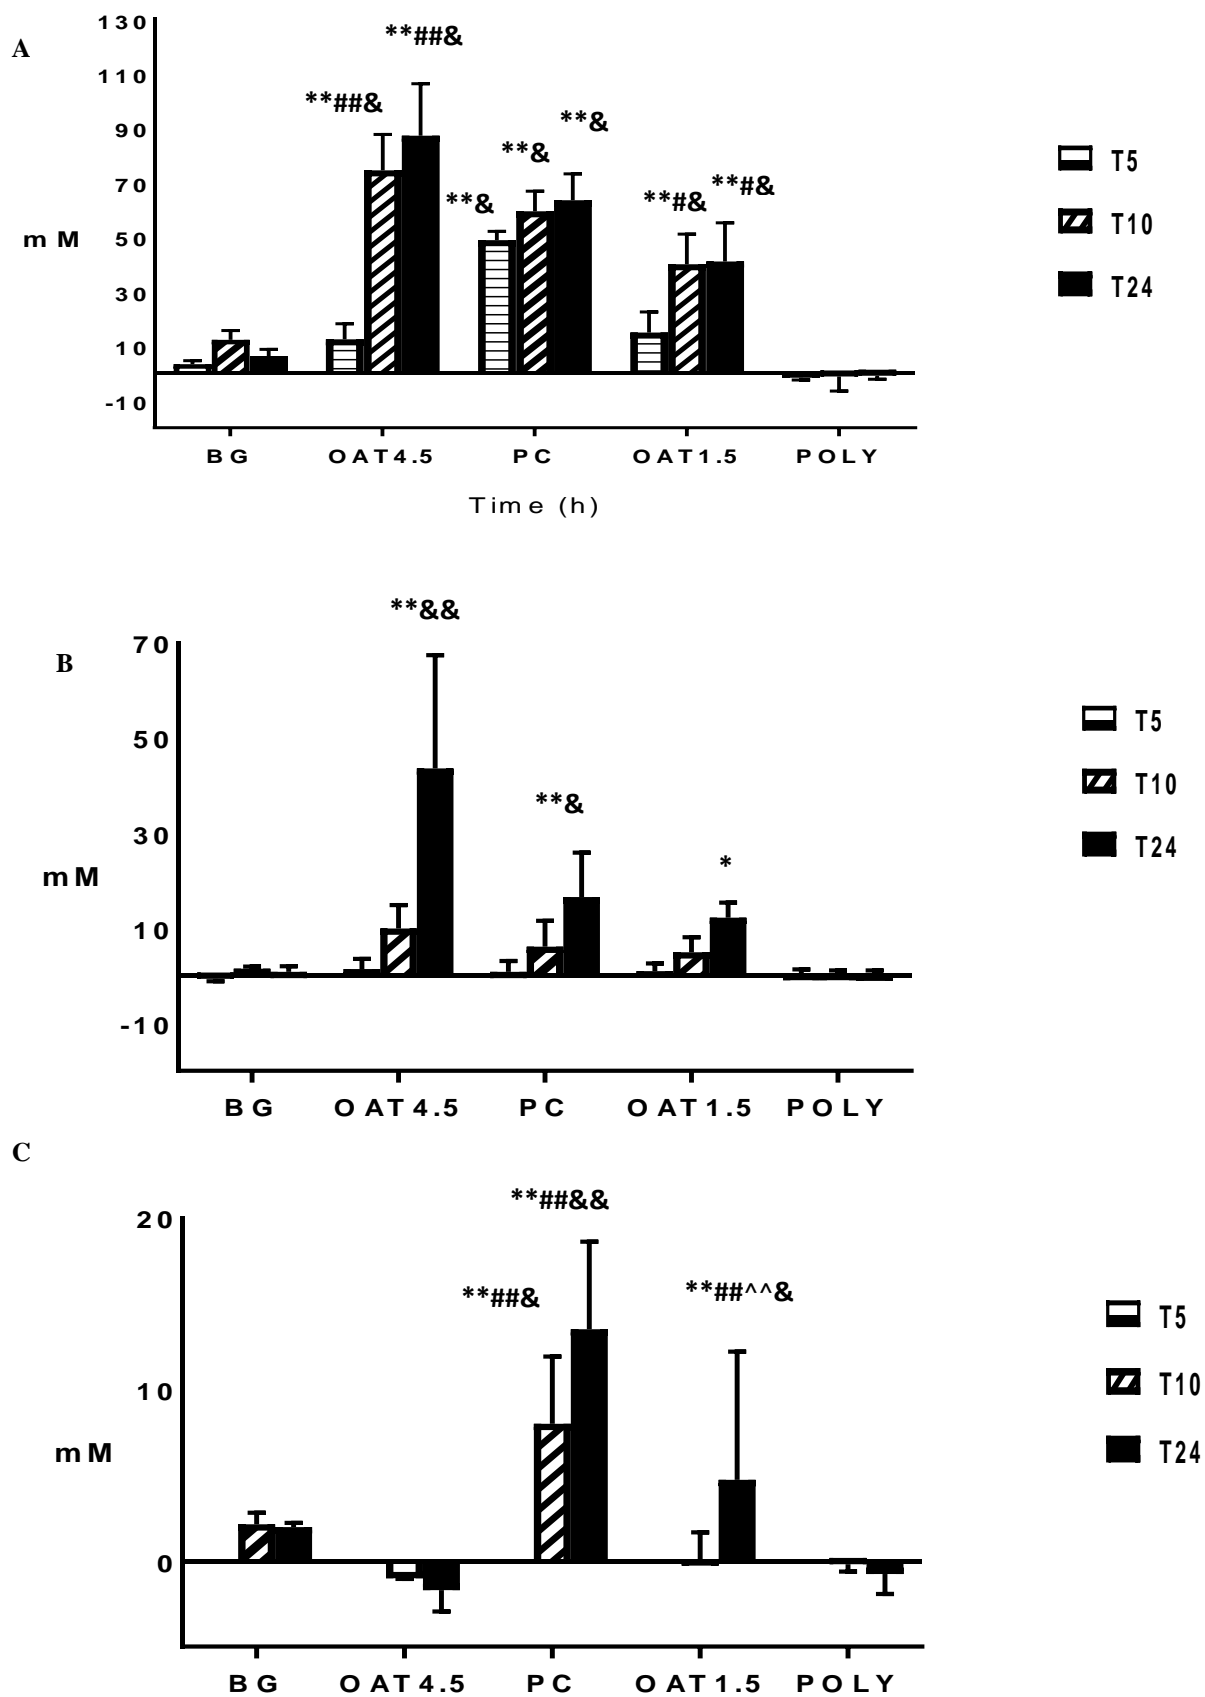 A
130
110
90
70
50
30
10
-10
mM
**##&
**##&
**&
**&
**&
**#&
**#&
T5
T10
T24
BG OAT4.5 PC OAT1.5 POLY
Time (h)
B
70
50
30
10
-10
mM
**&&
**&
*
T5
T10
T24
BG OAT4.5 PC OAT1.5 POLY
C
20
10
0
mM
**##&&
**##&
**##^^&
T5
T10
T24
BG OAT4.5 PC OAT1.5 POLY